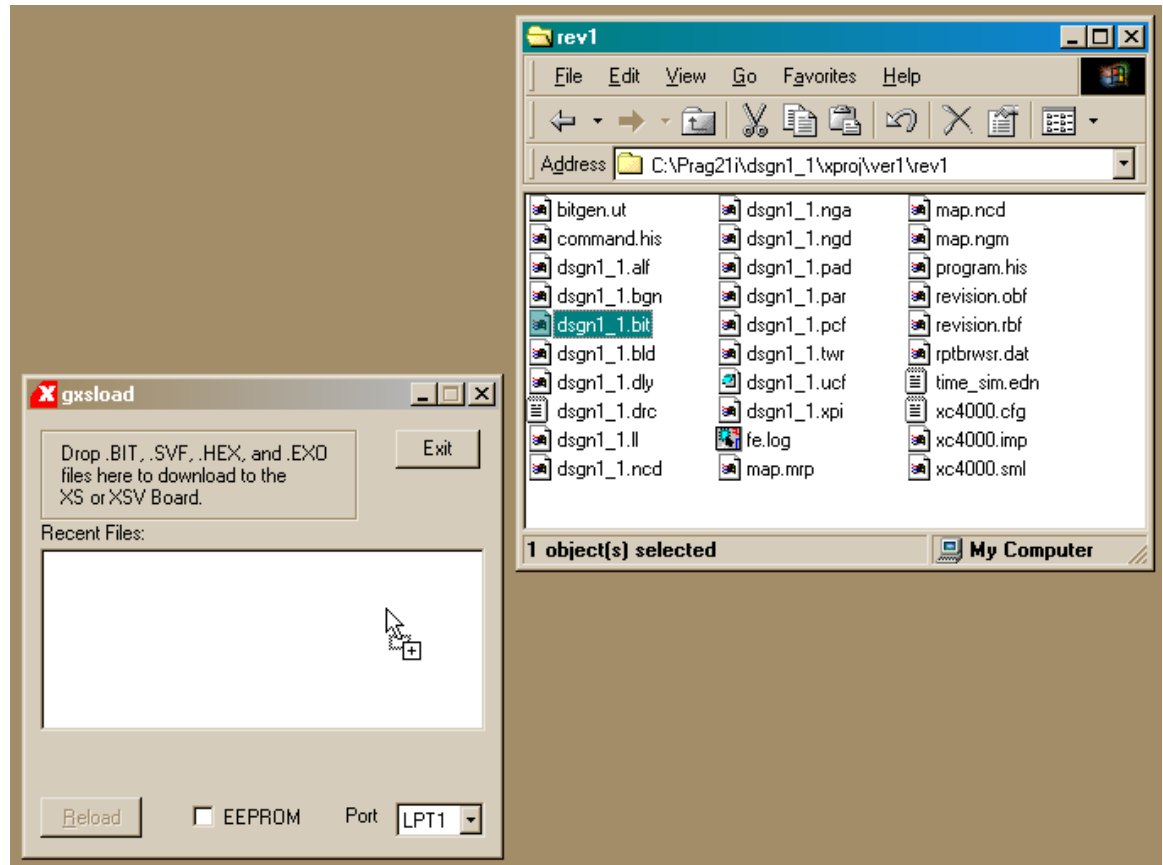 rev1
File Edit View Go Favorites Help
Address C:\Prag21i\dsgn1_1\xproj\ver1\rev1
bitgen.ut dsgn1_1.nga map.ncd
command.his dsgn1_1.ngd map.ngm
dsgn1_1.alf dsgn1_1.pad program.his
dsgn1_1.bgn dsgn1_1.par revision.obf
dsgn1_1.bit dsgn1_1.pcf revision.rbf
dsgn1_1.bld dsgn1_1.twr rptbrwsr.dat
dsgn1_1.dly dsgn1_1.ucf time_sim.edn
dsgn1_1.drc dsgn1_1.xpi xc4000.cfg
dsgn1_1.ll fe.log xc4000.imp
dsgn1_1.ncd map.mrp xc4000.sml
1 object(s) selected My Computer
X gxsload
Drop .BIT, .SVF, .HEX, and .EXO
files here to download to the
XS or XSV Board.
Exit
Recent Files:
Reload EEPROM Port LPT1